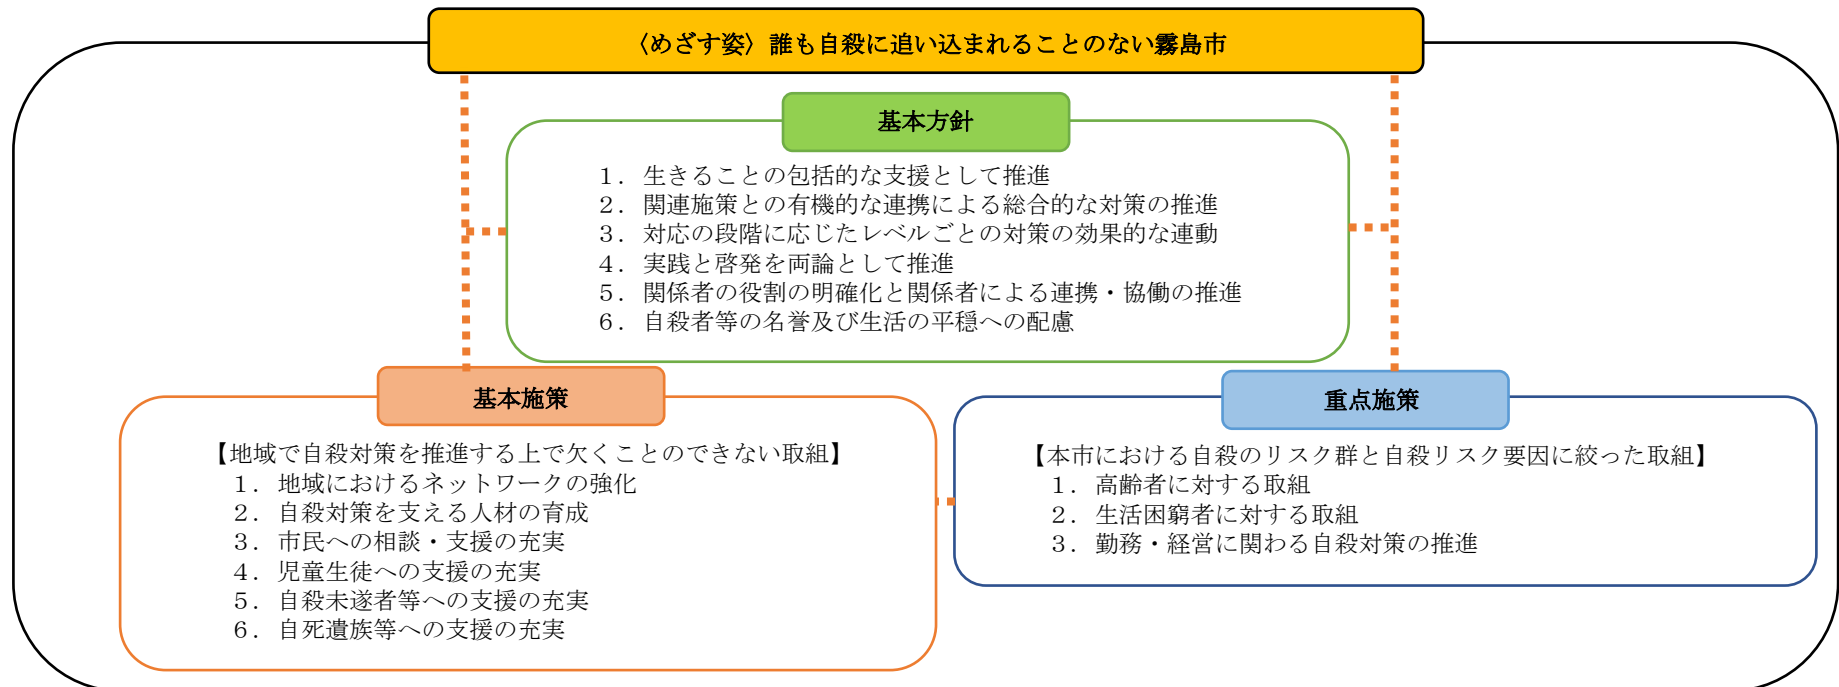 〈めざす姿〉誰も自殺に追い込まれることのない霧島市
基本方針
１．生きることの包括的な支援として推進
２．関連施策との有機的な連携による総合的な対策の推進
３．対応の段階に応じたレベルごとの対策の効果的な連動
４．実践と啓発を両論として推進
５．関係者の役割の明確化と関係者による連携・協働の推進
６．自殺者等の名誉及び生活の平穏への配慮
基本施策
【地域で自殺対策を推進する上で欠くことのできない取組】
１．地域におけるネットワークの強化
２．自殺対策を支える人材の育成
３．市民への相談・支援の充実
４．児童生徒への支援の充実
５．自殺未遂者等への支援の充実
６．自死遺族等への支援の充実
重点施策
【本市における自殺のリスク群と自殺リスク要因に絞った取組】
１．高齢者に対する取組
２．生活困窮者に対する取組
３．勤務・経営に関わる自殺対策の推進